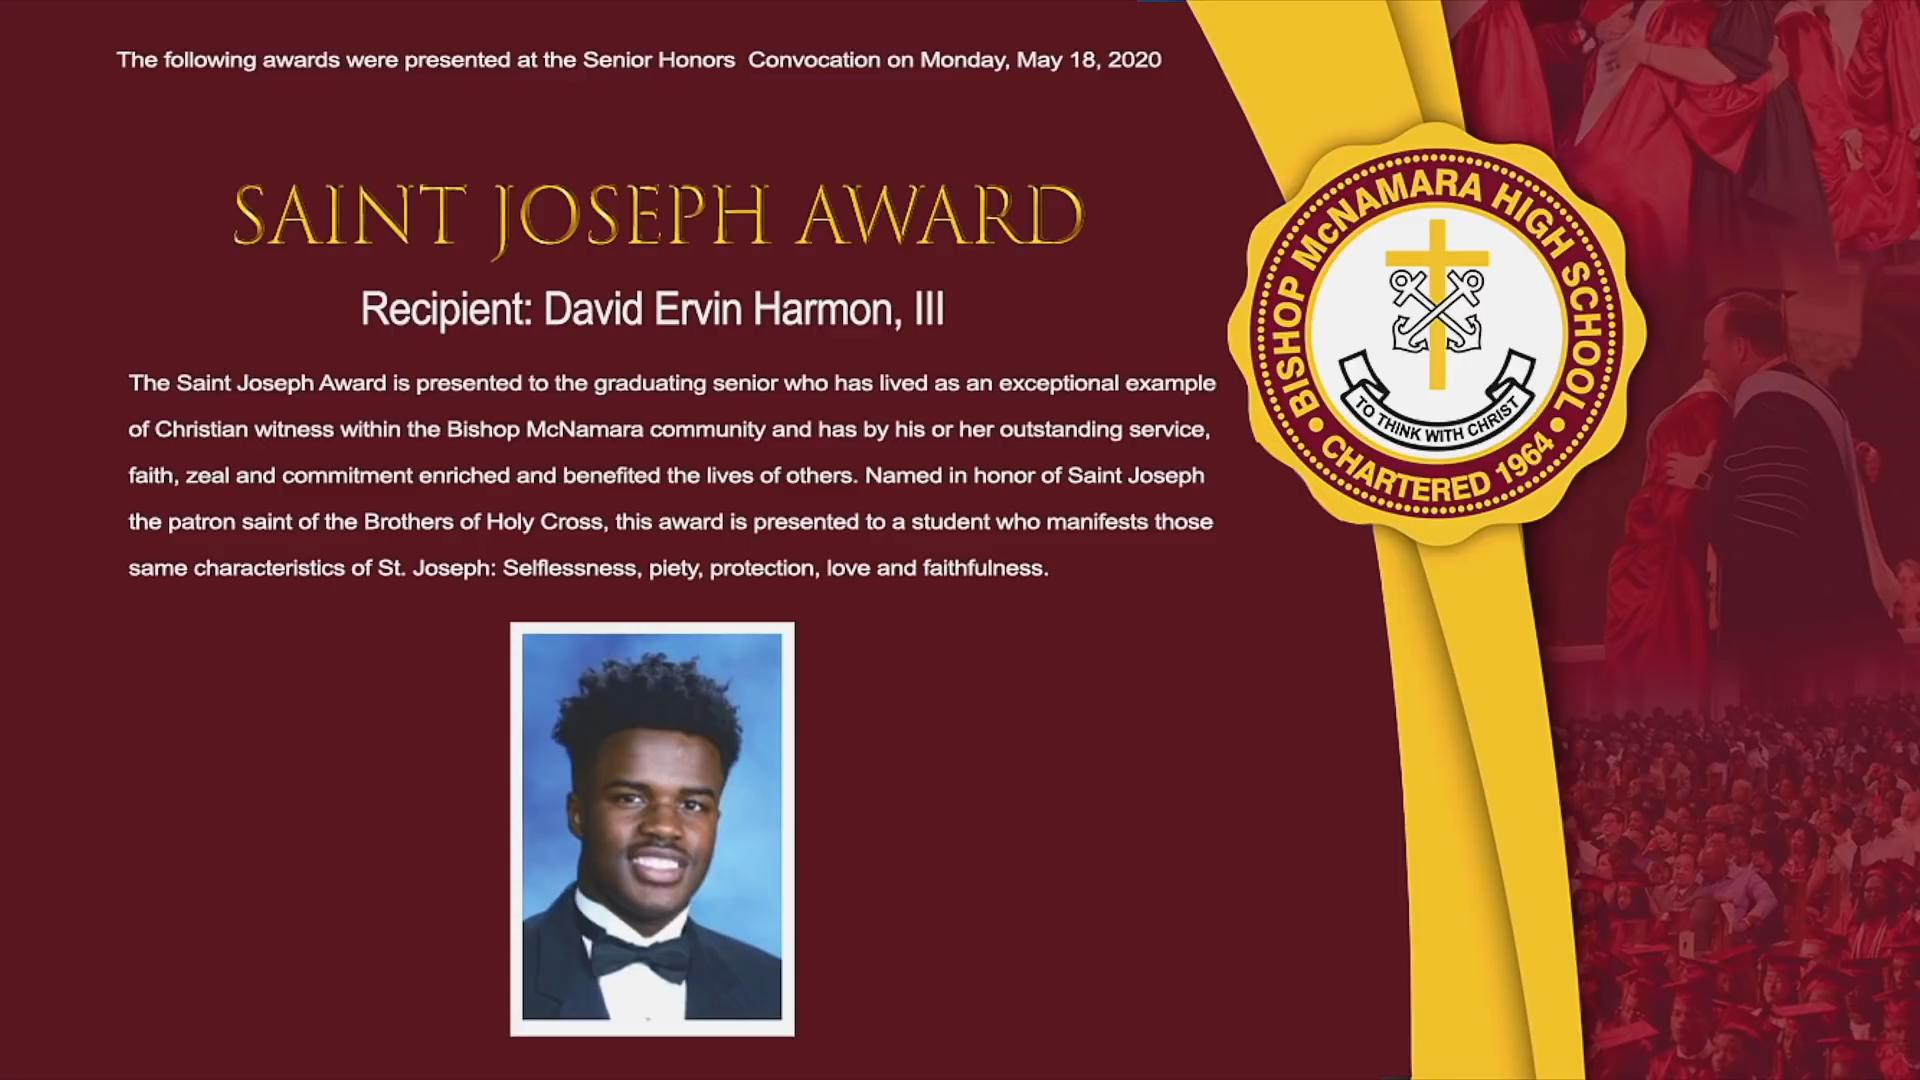 The following awards were presented at the Senior Honors  Convocation on Monday, May 18, 2020
SAINT JOSEPH AWARD
Recipient: David Ervin Harmon, III
The Saint Joseph Award is presented to the graduating senior who has lived as an exceptional example
of Christian witness within the Bishop McNamara community and has by his or her outstanding service,
faith, zeal and commitment enriched and benefited the lives of others. Named in honor of Saint Joseph
the patron saint of the Brothers of Holy Cross, this award is presented to a student who manifests those
same characteristics of St. Joseph: Selflessness, piety, protection, love and faithfulness.
BISHOP McNAMARA HIGH SCHOOL
TO THINK WITH CHRIST
• CHARTERED 1964 •